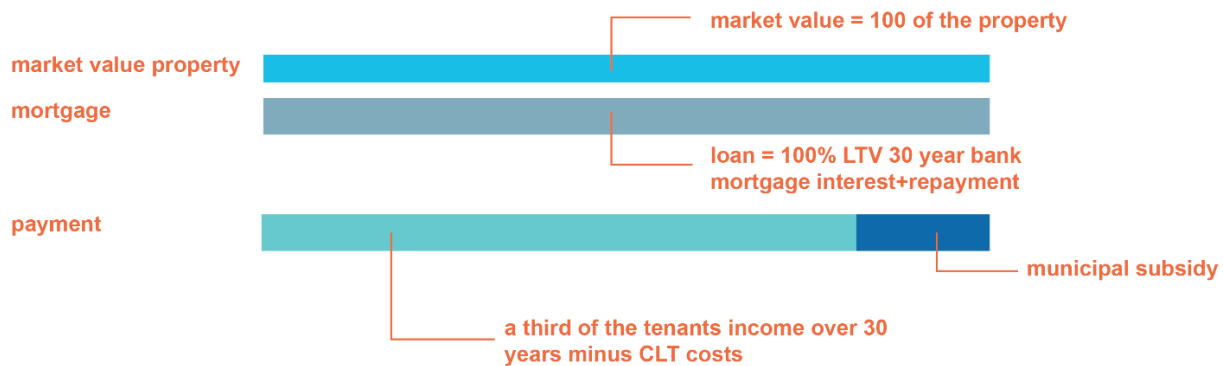 market value = 100 of the property
market value property
mortgage
loan = 100% LTV 30 year bank
mortgage interest+repayment
payment
municipal subsidy
a third of the tenants income over 30
years minus CLT costs